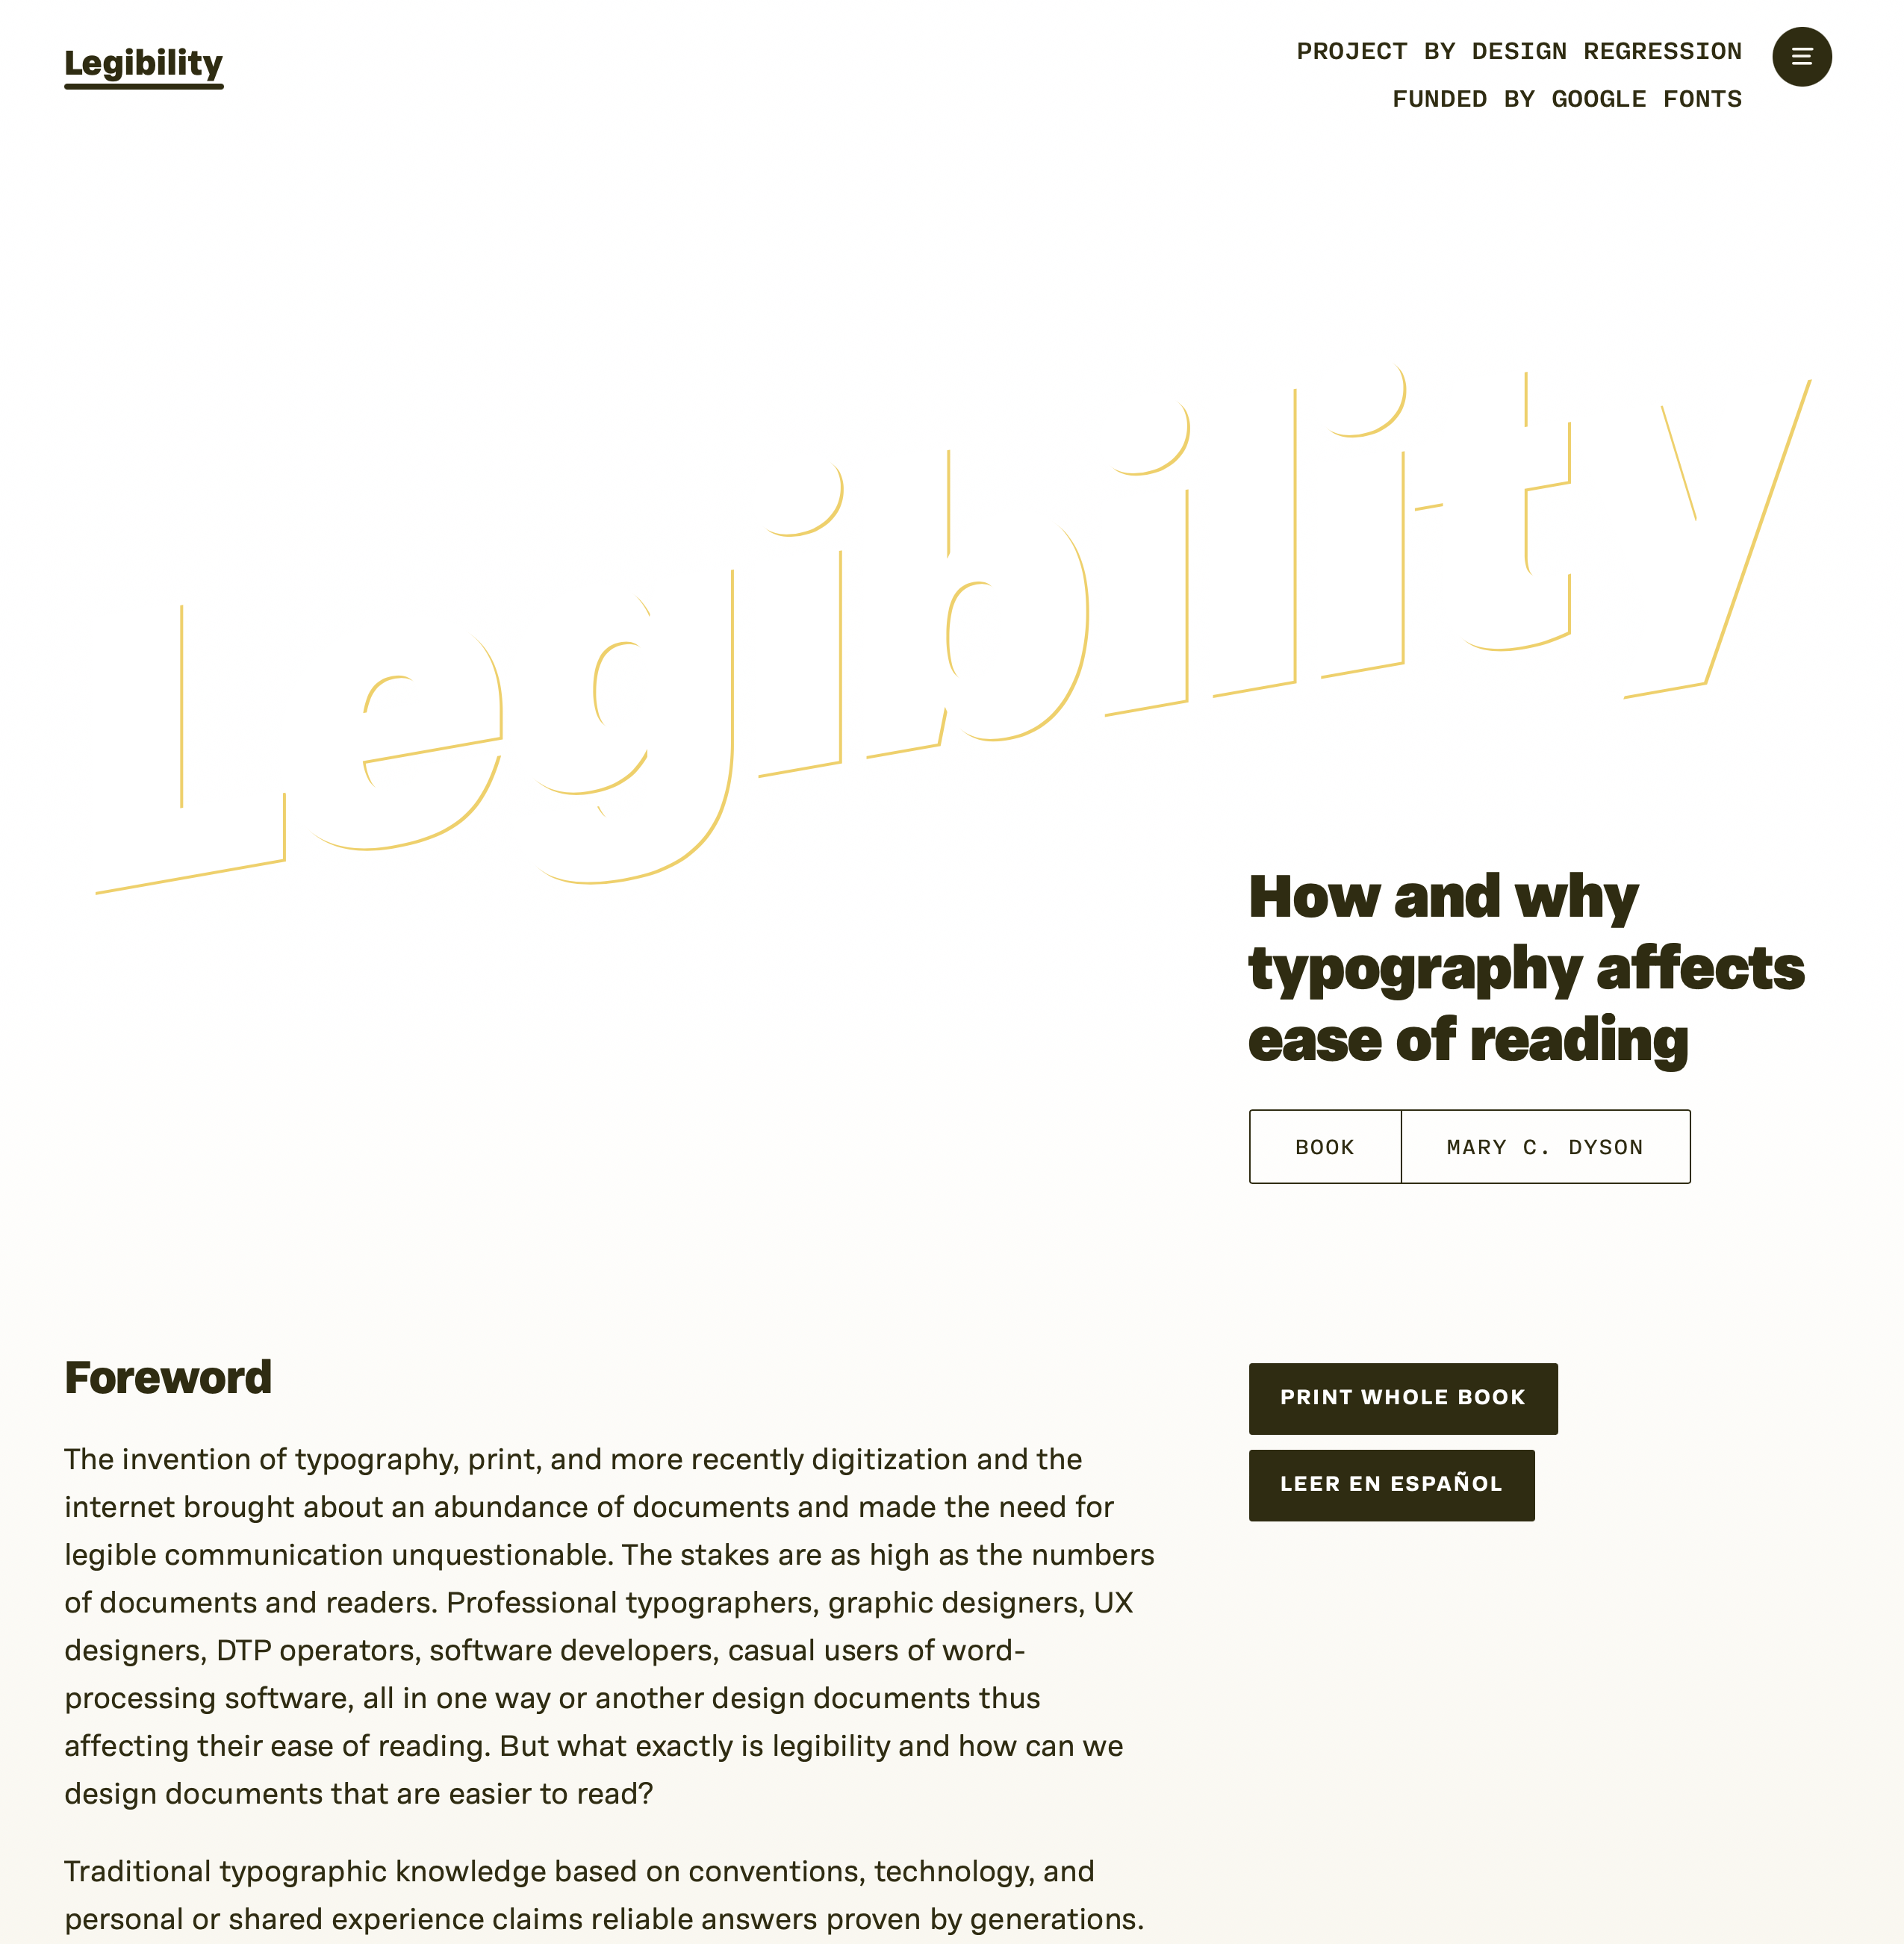 Legibility
PROJECT BY DESIGN REGRESSION
FUNDED BY GOOGLE FONTS
Legibility
How and why
typography affects
ease of reading
BOOK
MARY C. DYSON
Foreword
The invention of typography, print, and more recently digitization and the
internet brought about an abundance of documents and made the need for
legible communication unquestionable. The stakes are as high as the numbers
of documents and readers. Professional typographers, graphic designers, UX
designers, DTP operators, software developers, casual users of word-
processing software, all in one way or another design documents thus
affecting their ease of reading. But what exactly is legibility and how can we
design documents that are easier to read?
Traditional typographic knowledge based on conventions, technology, and
personal or shared experience claims reliable answers proven by generations.
PRINT WHOLE BOOK
LEER EN ESPAÑOL